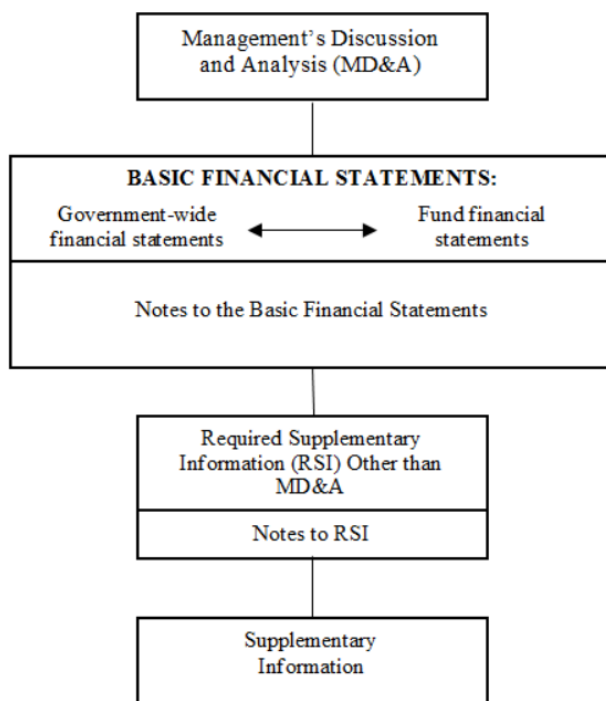 Management’s Discussion
and Analysis (MD&A)
BASIC FINANCIAL STATEMENTS:
Government-wide
financial statements
Fund financial
statements
Notes to the Basic Financial Statements
Required Supplementary
Information (RSI) Other than
MD&A
Notes to RSI
Supplementary
Information